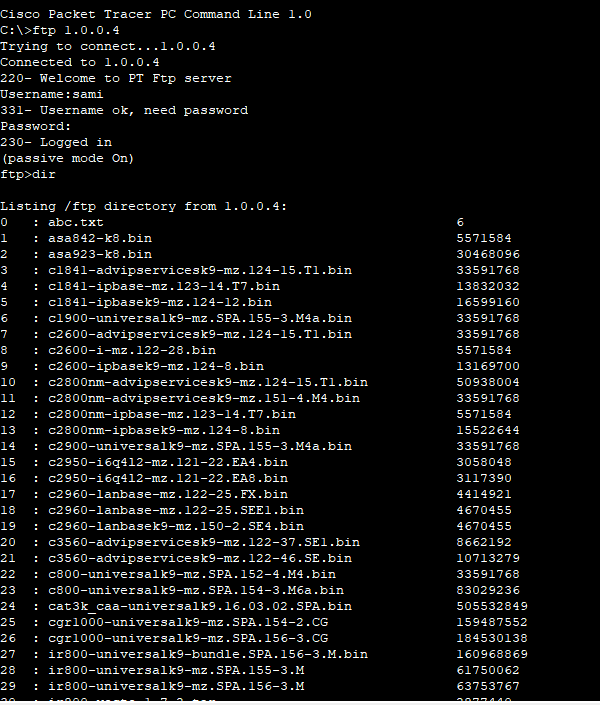 Cisco Packet Tracer PC Command Line 1.0
C:\>ftp 1.0.0.4
Trying to connect...1.0.0.4
Connected to 1.0.0.4
220- Welcome to PT Ftp server
Username:sami
331- Username ok, need password
Password:
230- Logged in
(passive mode On)
ftp>dir

Listing /ftp directory from 1.0.0.4:
0 : abc.txt 6
1 : asa842-k8.bin 5571584
2 : asa923-k8.bin 30468096
3 : c1841-advipservicesk9-mz.124-15.T1.bin 33591768
4 : c1841-ipbase-mz.123-14.T7.bin 13832032
5 : c1841-ipbasek9-mz.124-12.bin 16599160
6 : c1900-universalk9-mz.SPA.155-3.M4a.bin 33591768
7 : c2600-advipservicesk9-mz.124-15.T1.bin 33591768
8 : c2600-i-mz.122-28.bin 5571584
9 : c2600-ipbasek9-mz.124-8.bin 13169700
10 : c2800nm-advipservicesk9-mz.124-15.T1.bin 50938004
11 : c2800nm-advipservicesk9-mz.151-4.M4.bin 33591768
12 : c2800nm-ipbase-mz.123-14.T7.bin 5571584
13 : c2800nm-ipbasek9-mz.124-8.bin 15522644
14 : c2900-universalk9-mz.SPA.155-3.M4a.bin 33591768
15 : c2950-i6q4l2-mz.121-22.EA4.bin 3058048
16 : c2950-i6q4l2-mz.121-22.EA8.bin 3117390
17 : c2960-lanbase-mz.122-25.FX.bin 4414921
18 : c2960-lanbase-mz.122-25.SEE1.bin 4670455
19 : c2960-lanbasek9-mz.150-2.SE4.bin 4670455
20 : c3560-advipservicesk9-mz.122-37.SE1.bin 8662192
21 : c3560-advipservicesk9-mz.122-46.SE.bin 10713279
22 : c800-universalk9-mz.SPA.152-4.M4.bin 33591768
23 : c800-universalk9-mz.SPA.154-3.M6a.bin 83029236
24 : cat3k_caa-universalk9.16.03.02.SPA.bin 505532849
25 : cgr1000-universalk9-mz.SPA.154-2.CG 159487552
26 : cgr1000-universalk9-mz.SPA.156-3.CG 184530138
27 : ir800-universalk9-bundle.SPA.156-3.M.bin 160968869
28 : ir800-universalk9-mz.SPA.155-3.M 61750062
29 : ir800-universalk9-mz.SPA.156-3.M 63753767